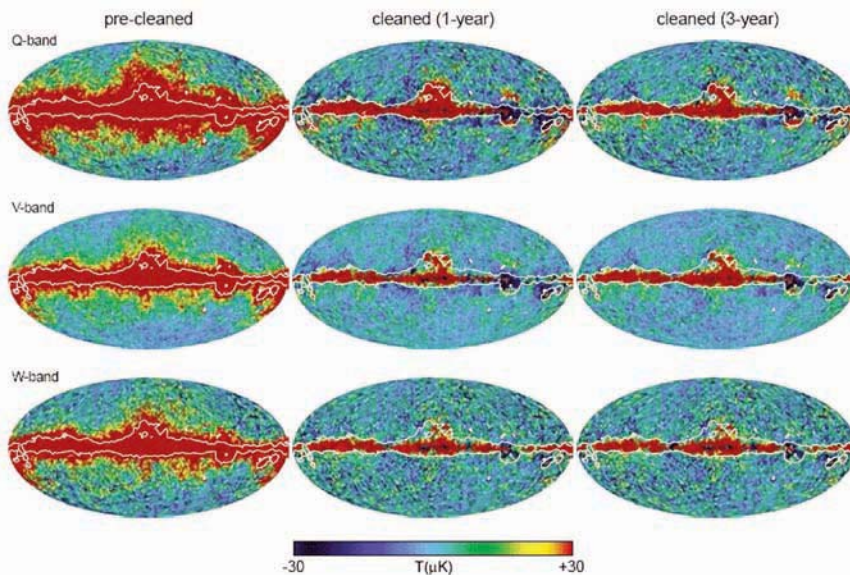 pre-cleaned cleaned (1-year) cleaned (3-year)
Q-band
V-band
W-band
-30 T(μK) +30